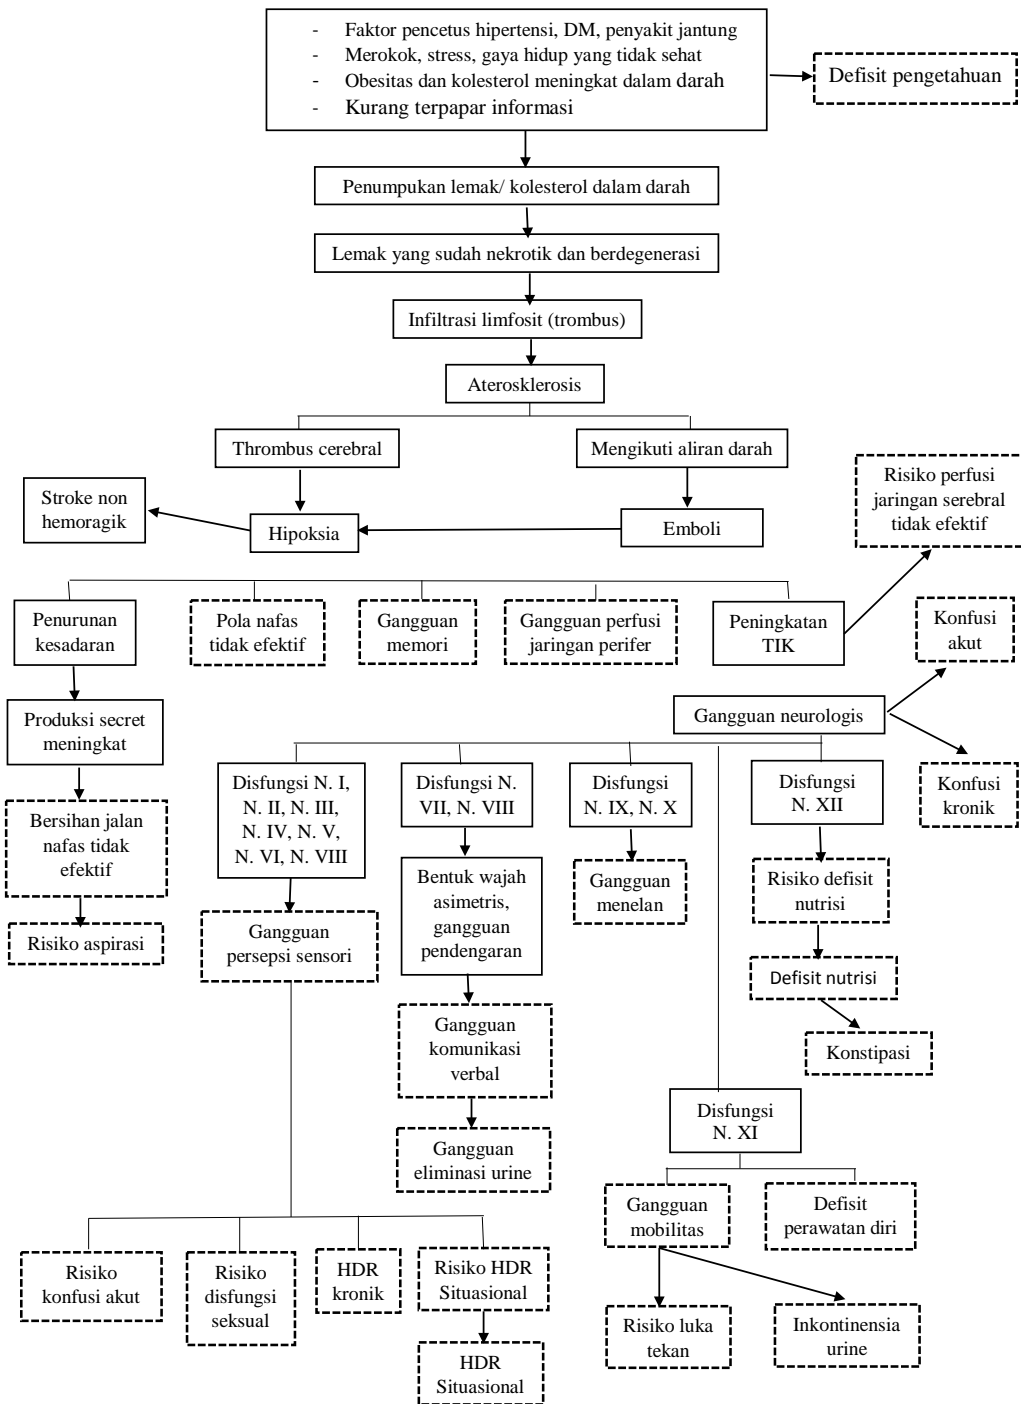 - Faktor pencetus hipertensi, DM, penyakit jantung
- Merokok, stress, gaya hidup yang tidak sehat
- Obesitas dan kolesterol meningkat dalam darah
- Kurang terpapar informasi
Defisit pengetahuan
Penumpukan lemak/ kolesterol dalam darah
Lemak yang sudah nekrotik dan berdegenerasi
Infiltrasi limfosit (trombus)
Aterosklerosis
Thrombus cerebral
Mengikuti aliran darah
Risiko perfusi
jaringan serebral
tidak efektif
Stroke non
hemoragik
Hipoksia
Emboli
Penurunan
kesadaran
Pola nafas
tidak efektif
Gangguan
memori
Gangguan perfusi
jaringan perifer
Peningkatan
TIK
Konfusi
akut
Produksi secret
meningkat
Gangguan neurologis
Konfusi
kronik
Disfungsi N. I,
N. II, N. III,
N. IV, N. V,
N. VI, N. VIII
Disfungsi N.
VII, N. VIII
Disfungsi
N. IX, N. X
Disfungsi
N. XII
Bersihan jalan
nafas tidak
efektif
Bentuk wajah
asimetris,
gangguan
pendengaran
Gangguan
menelan
Risiko defisit
nutrisi
Risiko aspirasi
Gangguan
persepsi sensori
Defisit nutrisi
Gangguan
komunikasi
verbal
Konstipasi
Disfungsi
N. XI
Gangguan
eliminasi urine
Gangguan
mobilitas
Defisit
perawatan diri
Risiko
konfusi akut
Risiko
disfungsi
seksual
HDR
kronik
Risiko HDR
Situasional
Risiko luka
tekan
Inkontinensia
urine
HDR
Situasional